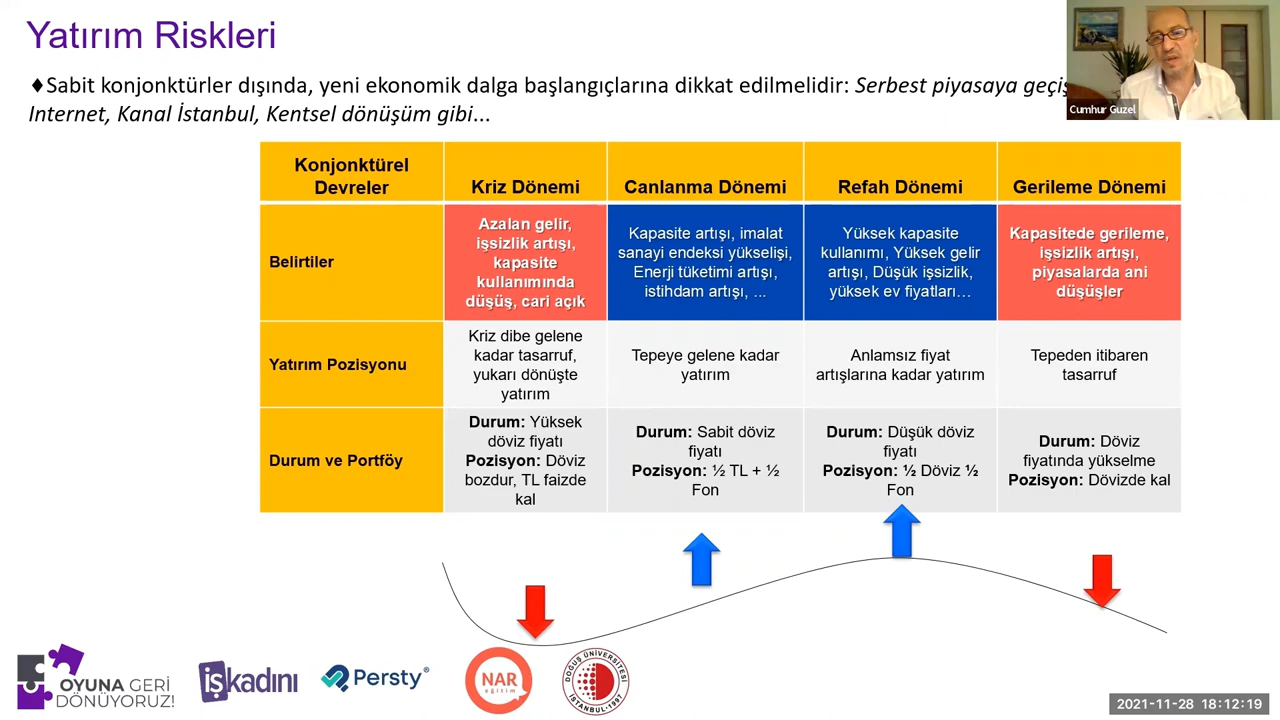 Yatırım Riskleri
♦Sabit konjonktürler dışında, yeni ekonomik dalga başlangıçlarına dikkat edilmelidir: Serbest piyasaya geçiş
Internet, Kanal İstanbul, Kentsel dönüşüm gibi...
Cumhur Guzel
Konjonktürel
Devreler
Kriz Dönemi
Canlanma Dönemi
Refah Dönemi
Gerileme Dönemi
Belirtiler
Azalan gelir,
işsizlik artışı,
kapasite
kullanımında
düşüş, cari açık
Kapasite artışı, imalat
sanayi endeksi yükselişi,
Enerji tüketimi artışı,
istihdam artışı, ...
Yüksek kapasite
kullanımı, Yüksek gelir
artışı, Düşük işsizlik,
yüksek ev fiyatları…
Kapasitede gerileme,
işsizlik artışı,
piyasalarda ani
düşüşler
Yatırım Pozisyonu
Kriz dibe gelene
kadar tasarruf,
yukarı dönüşte
yatırım
Tepeye gelene kadar
yatırım
Anlamsız fiyat
artışlarına kadar yatırım
Tepeden itibaren
tasarruf
Durum ve Portföy
Durum: Yüksek
döviz fiyatı
Pozisyon: Döviz
bozdur, TL faizde
kal
Durum: Sabit döviz
fiyatı
Pozisyon: ½ TL + ½
Fon
Durum: Düşük döviz
fiyatı
Pozisyon: ½ Döviz ½
Fon
Durum: Döviz
fiyatında yükselme
Pozisyon: Dövizde kal
OYUNA GERİ
DÖNÜYORUZ!
işkadını
Persty®
NAR
eğitim
DOĞUŞ ÜNİVERSİTESİ
İSTANBUL-1997
2021-11-28 18:12:19